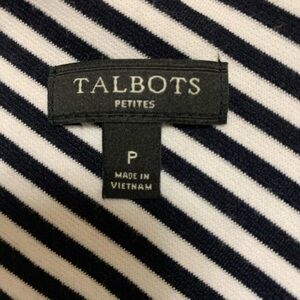 TALBOTS
PETITES
P
MADE IN
VIETNAM